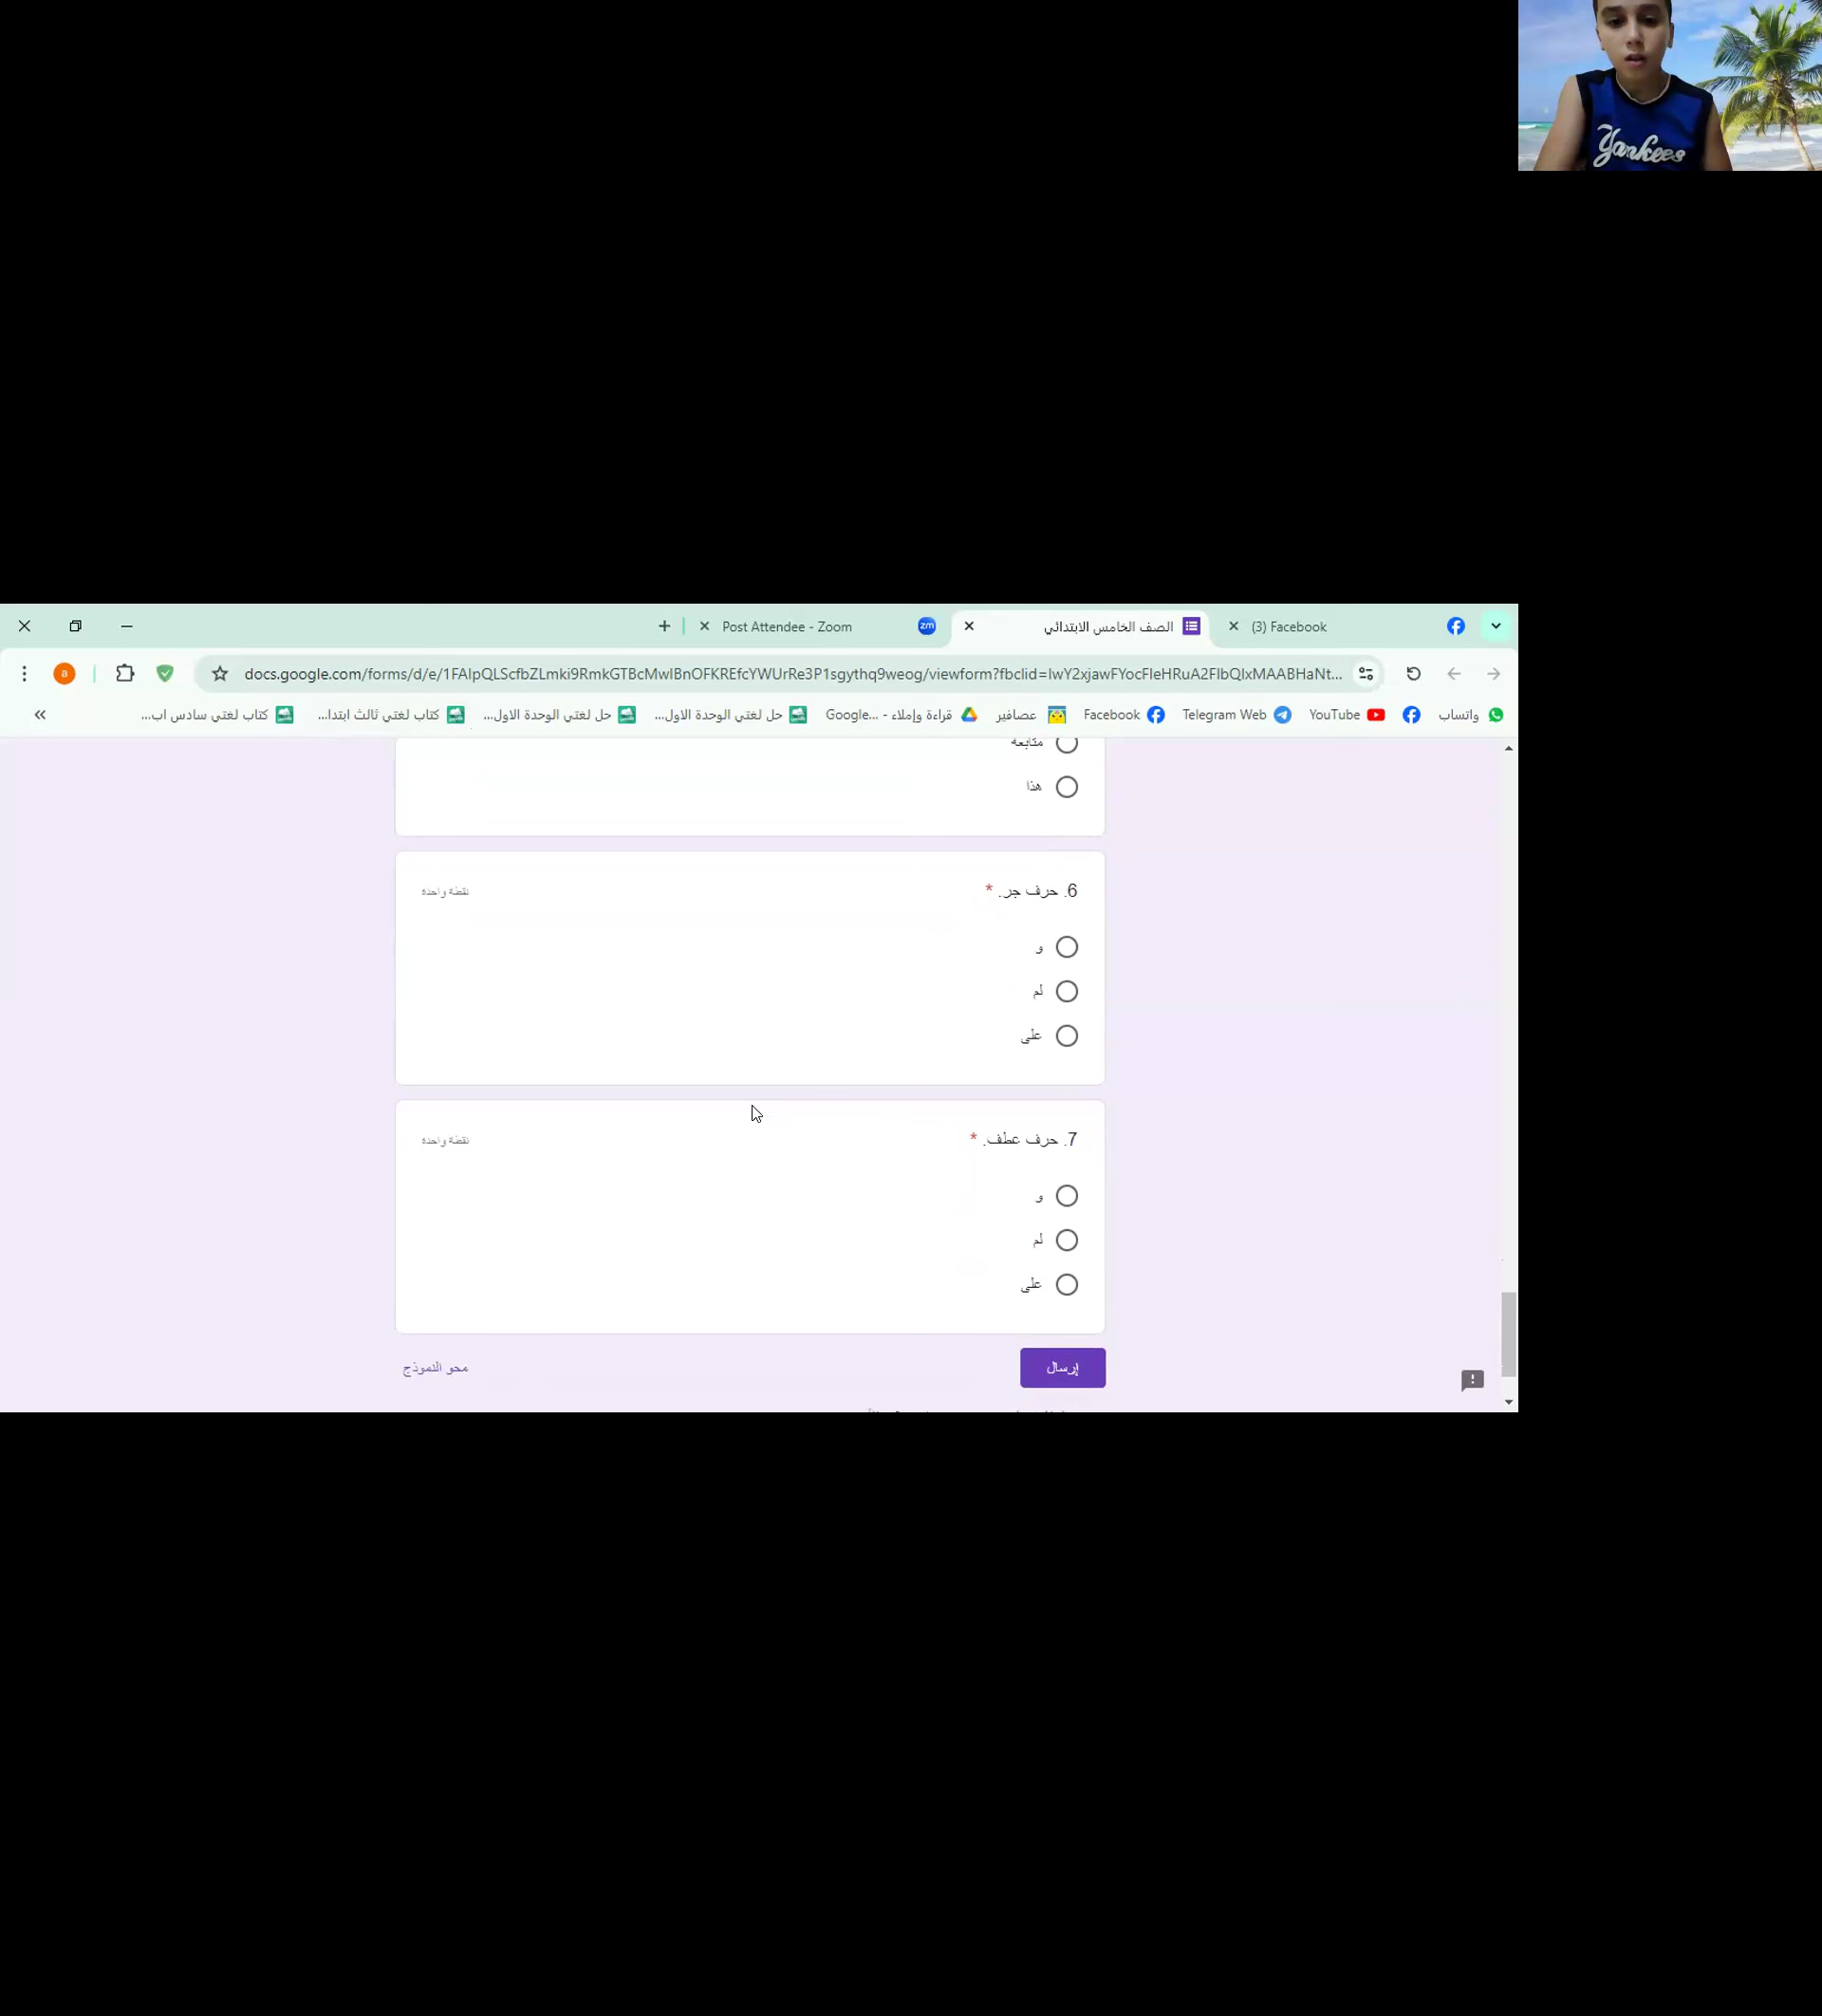 Yankees
(3) Facebook
الصف الخامس الابتدائي
Post Attendee - Zoom
zm
docs.google.com/forms/d/e/1FAIpQLScfbZLmki9RmkGTBcMwIBnOFKREfcYWUrRe3P1sgythq9weog/viewform?fbclid=IwY2xjawFYocFleHRuA2FlbQIxMAABHaNt...
a
واتساب
YouTube
Telegram Web
Facebook
عصافير
قراءة وإملاء - Google...
حل لغتي الوحدة الاول...
حل لغتي الوحدة الاول...
كتاب لغتي ثالث ابتدا...
كتاب لغتي سادس اب...
متابعة
هذا
6. حرف جر. *
نقطة واحدة
و
لم
على
7. حرف عطف. *
نقطة واحدة
و
لم
على
إرسال
محو النموذج